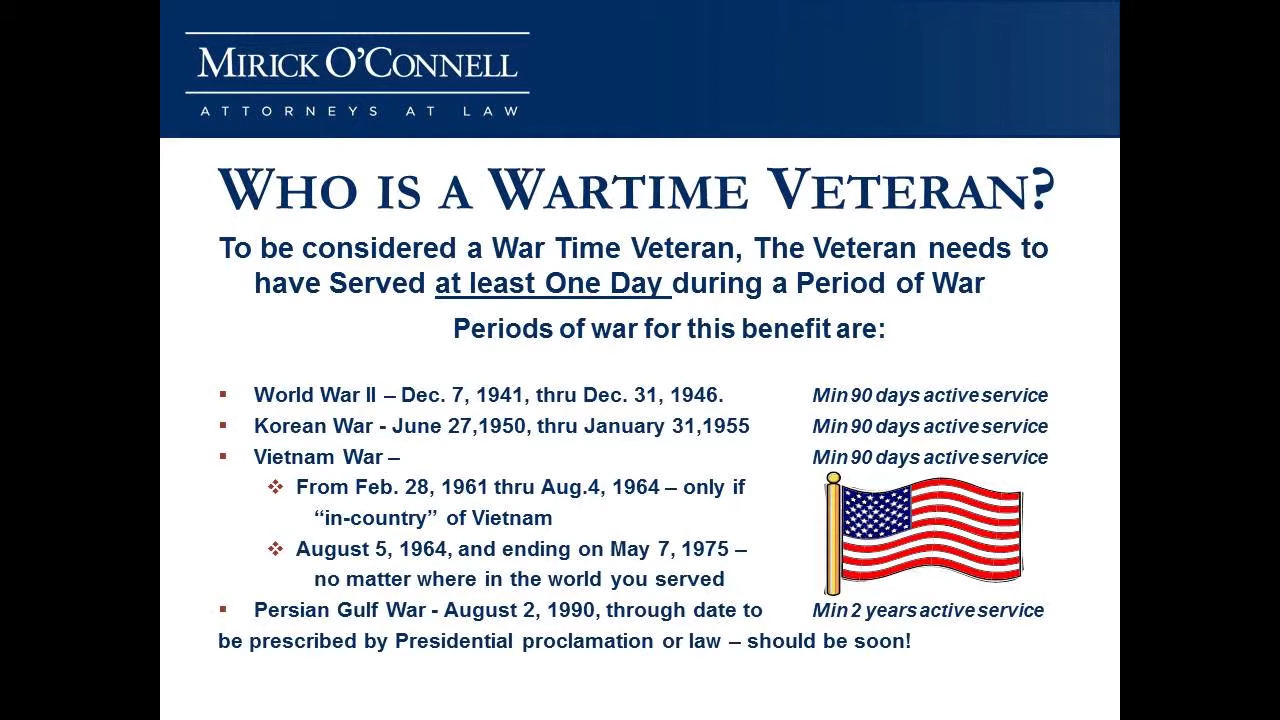 MIRICK O'CONNELL
ATTORNEYS AT LAW
WHO IS A WARTIME VETERAN?
To be considered a War Time Veteran, The Veteran needs to
have Served at least One Day during a Period of War
Periods of war for this benefit are:
▪ World War II – Dec. 7, 1941, thru Dec. 31, 1946. Min 90 days active service
▪ Korean War - June 27,1950, thru January 31,1955 Min 90 days active service
▪ Vietnam War – Min 90 days active service
❖ From Feb. 28, 1961 thru Aug.4, 1964 – only if
“in-country” of Vietnam
❖ August 5, 1964, and ending on May 7, 1975 –
no matter where in the world you served
▪ Persian Gulf War - August 2, 1990, through date to Min 2 years active service
be prescribed by Presidential proclamation or law – should be soon!